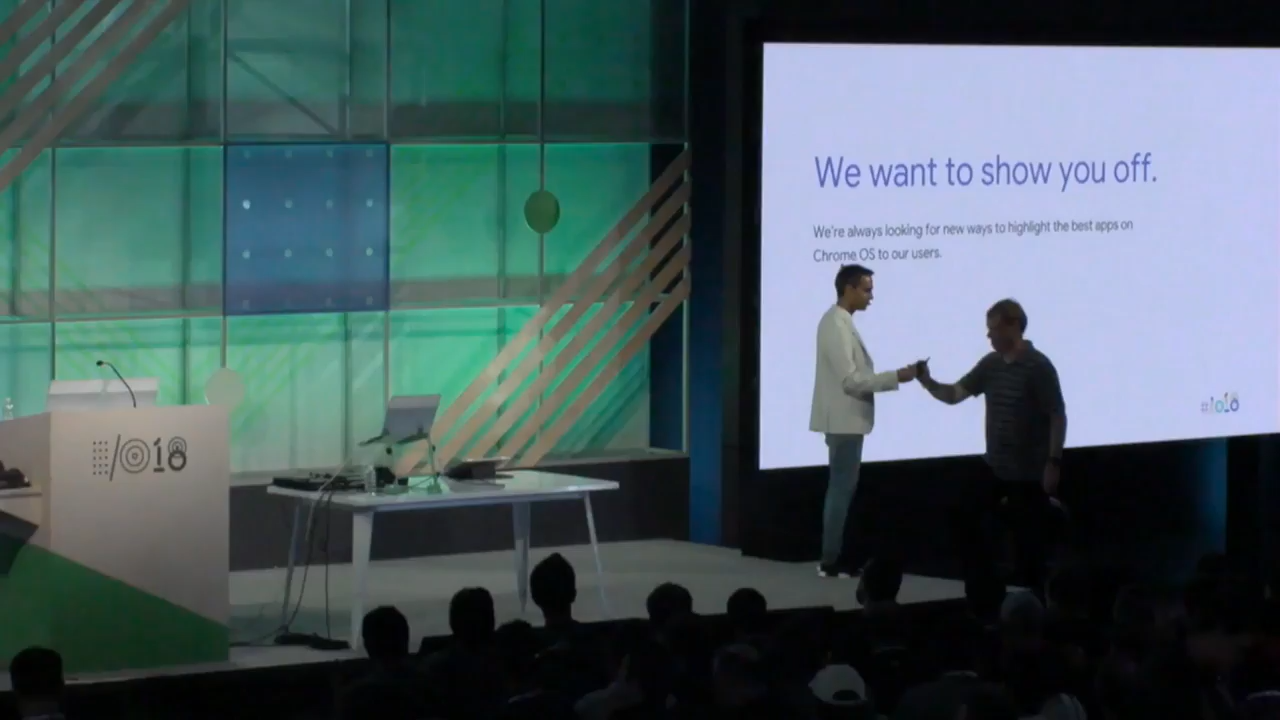 We want to show you off.
We're always looking for new ways to highlight the best apps on
Chrome OS to our users.
#io18
I/O18